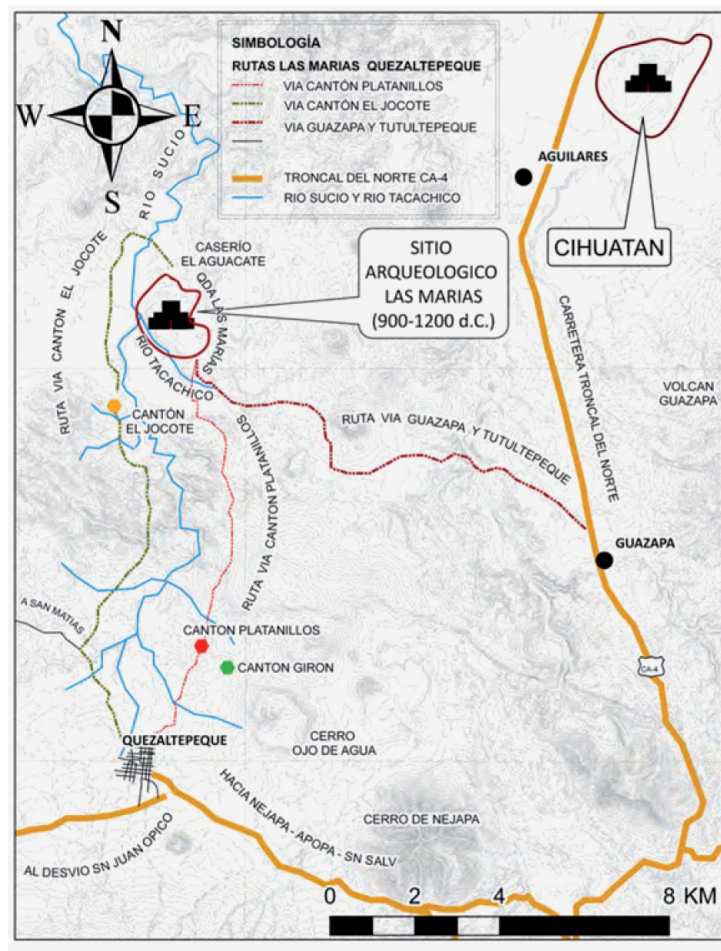 N
W
E
S
SIMBOLOGÍA
RUTAS LAS MARIAS QUEZALTEPEQUE
VIA CANTÓN PLATANILLOS
VIA CANTÓN EL JOCOTE
VIA GUAZAPA Y TUTULTEPEQUE
TRONCAL DEL NORTE CA-4
RIO SUCIO Y RIO TACACHICO
AGUILARES
CIHUATAN
RIO SUCIO
CASERÍO
EL AGUACATE
SITIO
ARQUEOLOGICO
LAS MARIAS
(900-1200 d.C.)
QDA LAS MARIAS
RIO TACACHICO
RUTA VIA CANTON EL JOCOTE
CANTÓN
EL JOCOTE
RUTA VIA CANTON PLATANILLOS
RUTA VIA GUAZAPA Y TUTULTEPEQUE
CARRETERA TRONCAL DEL NORTE
VOLCAN
GUAZAPA
GUAZAPA
CA-4
A SAN MATIAS
CANTON PLATANILLOS
CANTON GIRON
QUEZALTEPEQUE
CERRO
OJO DE AGUA
CERRO DE NEJAPA
HACIA NEJAPA - APOPA - SN SALV
AL DESVIO SN JUAN OPICO
0 2 4 8 KM